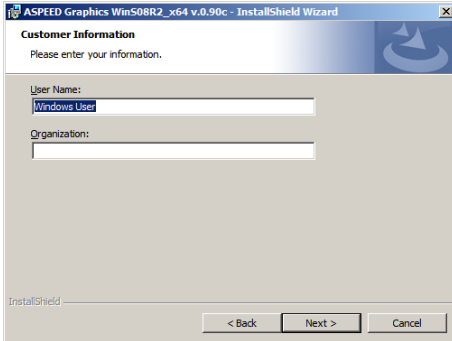 ASPEED Graphics WinS08R2_x64 v.0.90c - InstallShield Wizard
Customer Information
Please enter your information.
User Name:
Windows User
Organization:
InstallShield
< Back
Next >
Cancel